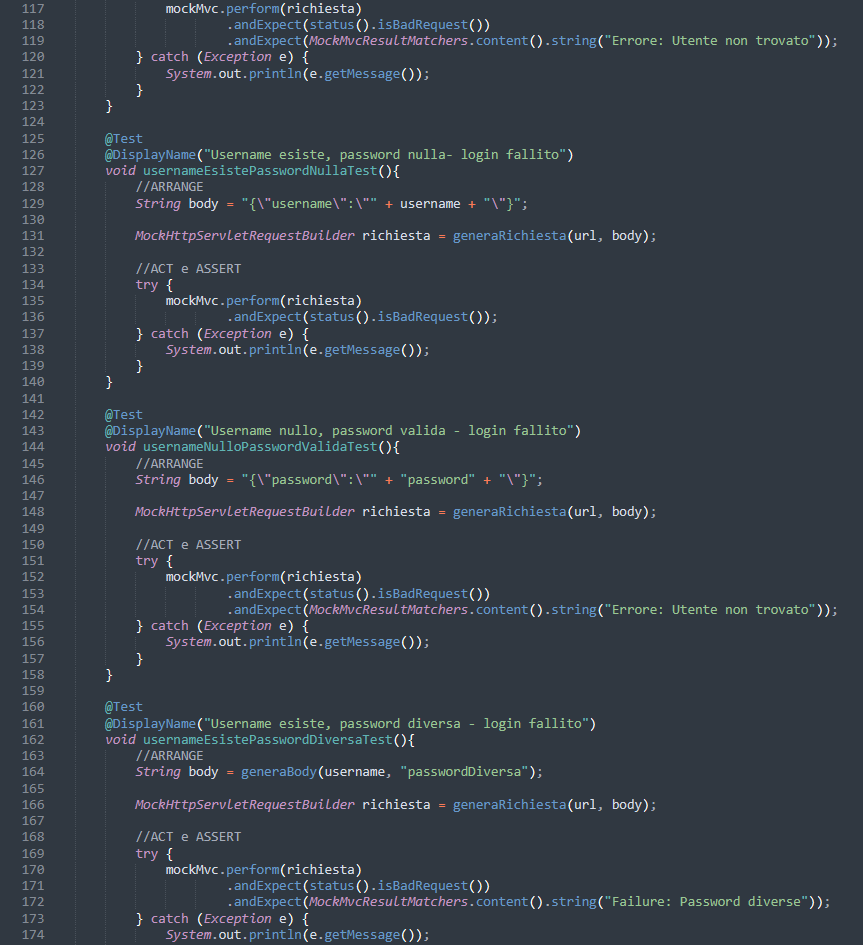 117                mockMvc.perform(richiesta)
118                        .andExpect(status().isBadRequest())
119                        .andExpect(MockMvcResultMatchers.content().string("Errore: Utente non trovato"));
120            } catch (Exception e) {
121                System.out.println(e.getMessage());
122            }
123        }
124
125        @Test
126        @DisplayName("Username esiste, password nulla- login fallito")
127        void usernameEsistePasswordNullaTest(){
128            //ARRANGE
129            String body = "{\"username\":\"" + username + "\"}";
130
131            MockHttpServletRequestBuilder richiesta = generaRichiesta(url, body);
132
133            //ACT e ASSERT
134            try {
135                mockMvc.perform(richiesta)
136                        .andExpect(status().isBadRequest());
137            } catch (Exception e) {
138                System.out.println(e.getMessage());
139            }
140        }
141
142        @Test
143        @DisplayName("Username nullo, password valida - login fallito")
144        void usernameNulloPasswordValidaTest(){
145            //ARRANGE
146            String body = "{\"password\":\"" + "password" + "\"}";
147
148            MockHttpServletRequestBuilder richiesta = generaRichiesta(url, body);
149
150            //ACT e ASSERT
151            try {
152                mockMvc.perform(richiesta)
153                        .andExpect(status().isBadRequest())
154                        .andExpect(MockMvcResultMatchers.content().string("Errore: Utente non trovato"));
155            } catch (Exception e) {
156                System.out.println(e.getMessage());
157            }
158        }
159
160        @Test
161        @DisplayName("Username esiste, password diversa - login fallito")
162        void usernameEsistePasswordDiversaTest(){
163            //ARRANGE
164            String body = generaBody(username, "passwordDiversa");
165
166            MockHttpServletRequestBuilder richiesta = generaRichiesta(url, body);
167
168            //ACT e ASSERT
169            try {
170                mockMvc.perform(richiesta)
171                        .andExpect(status().isBadRequest())
172                        .andExpect(MockMvcResultMatchers.content().string("Failure: Password diverse"));
173            } catch (Exception e) {
174                System.out.println(e.getMessage());